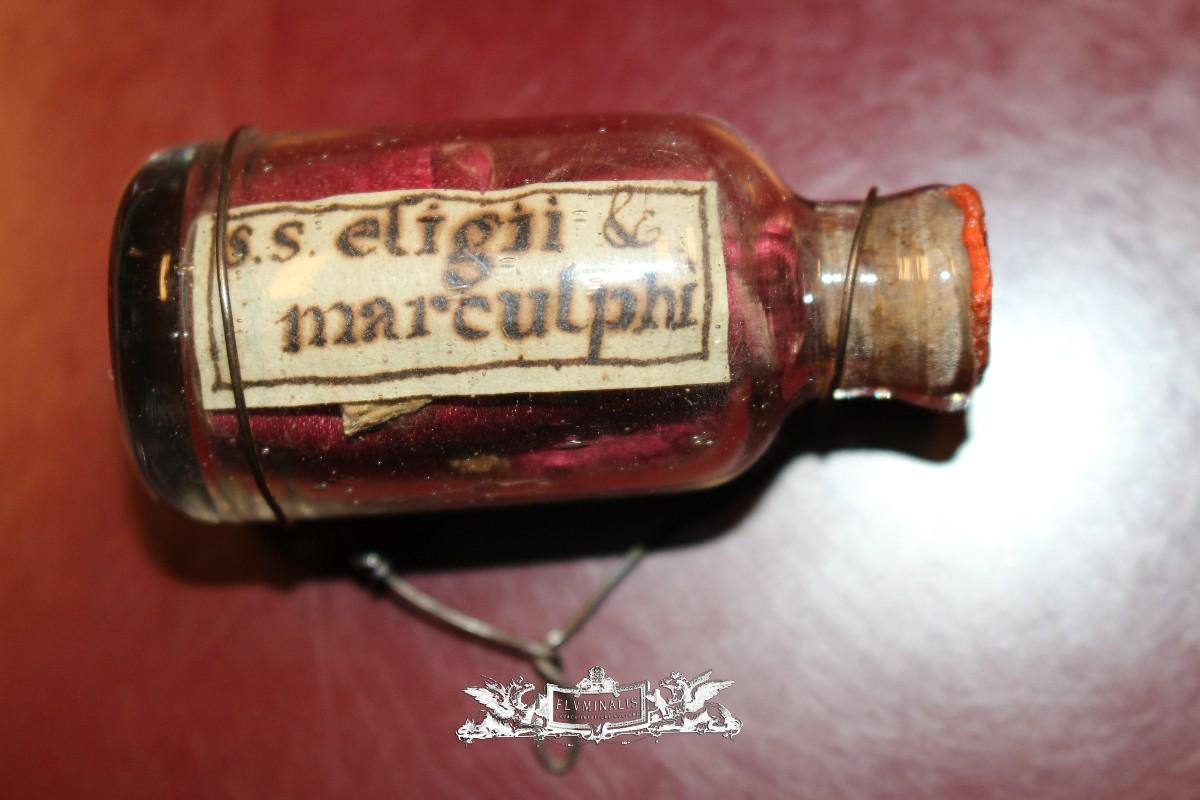 s.s. eligii &
marculphi
FLVMINALIS